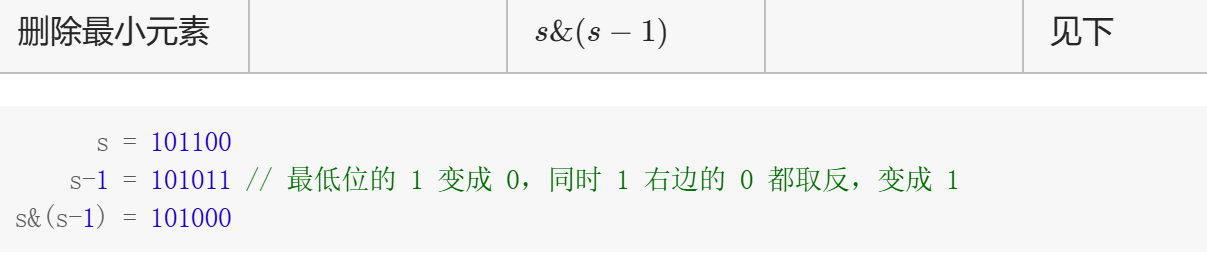 删除最小元素 s&(s − 1) 见下
s = 101100
s-1 = 101011 // 最低位的 1 变成 0，同时 1 右边的 0 都取反，变成 1
s&(s-1) = 101000